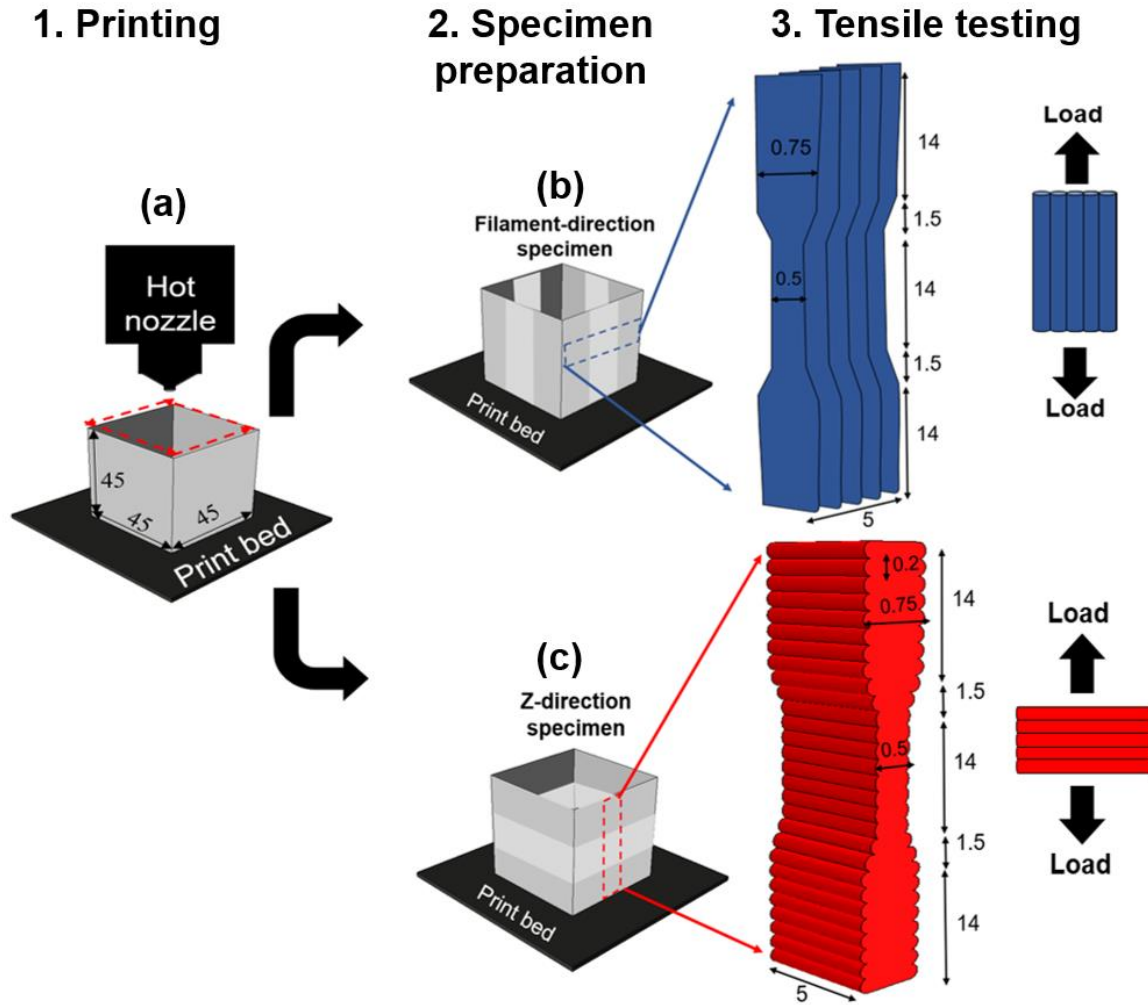 1. Printing
2. Specimen
preparation
3. Tensile testing
(a)
Hot
nozzle
45
45
45
Print bed
(b)
Filament-direction
specimen
Print bed
0.75
0.5
14
1.5
14
1.5
14
5
Load
Load
(c)
Z-direction
specimen
Print bed
0.2
0.75
0.5
14
1.5
14
1.5
14
5
Load
Load